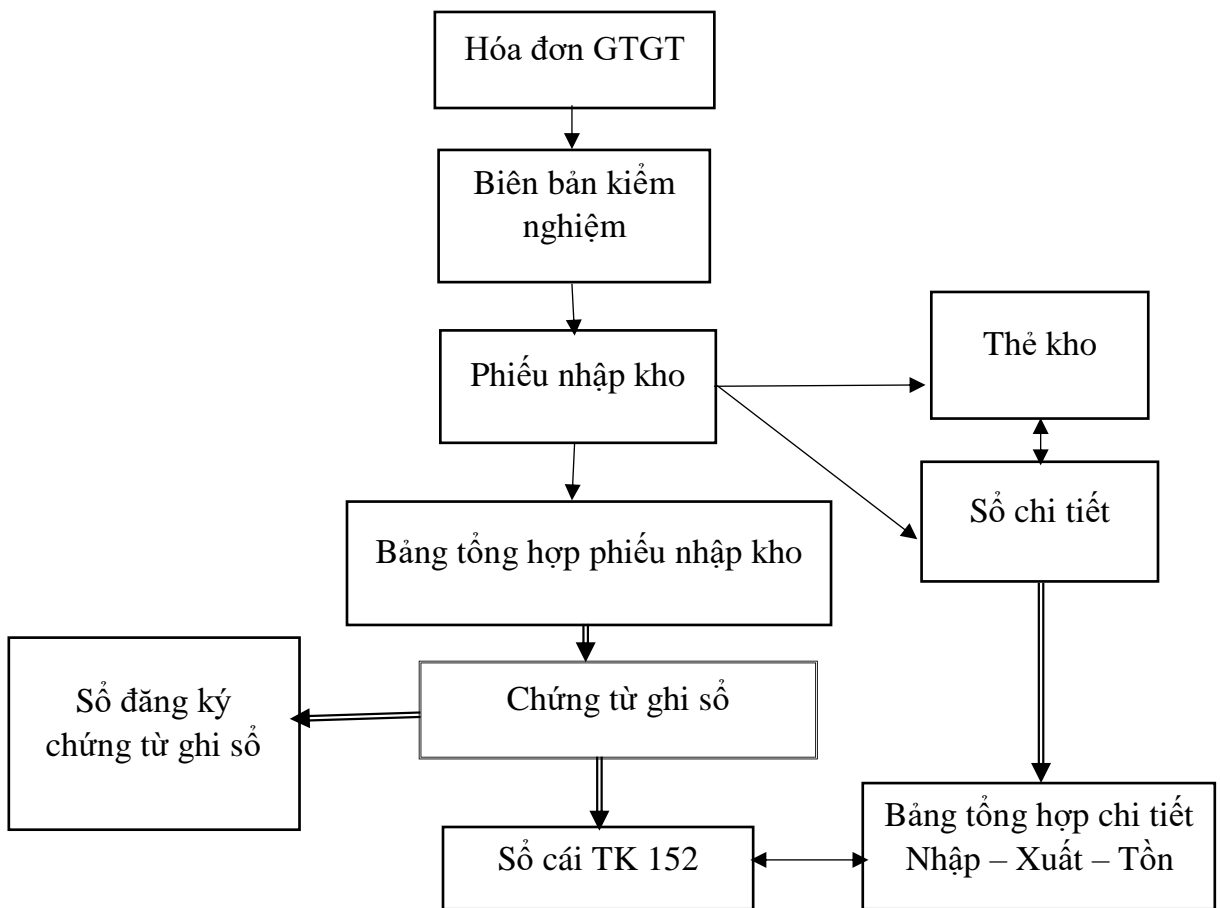 Hóa đơn GTGT
Biên bản kiểm
nghiệm
Phiếu nhập kho
Thẻ kho
Sổ chi tiết
Bảng tổng hợp phiếu nhập kho
Chứng từ ghi sổ
Sổ đăng ký
chứng từ ghi sổ
Sổ cái TK 152
Bảng tổng hợp chi tiết
Nhập – Xuất – Tồn